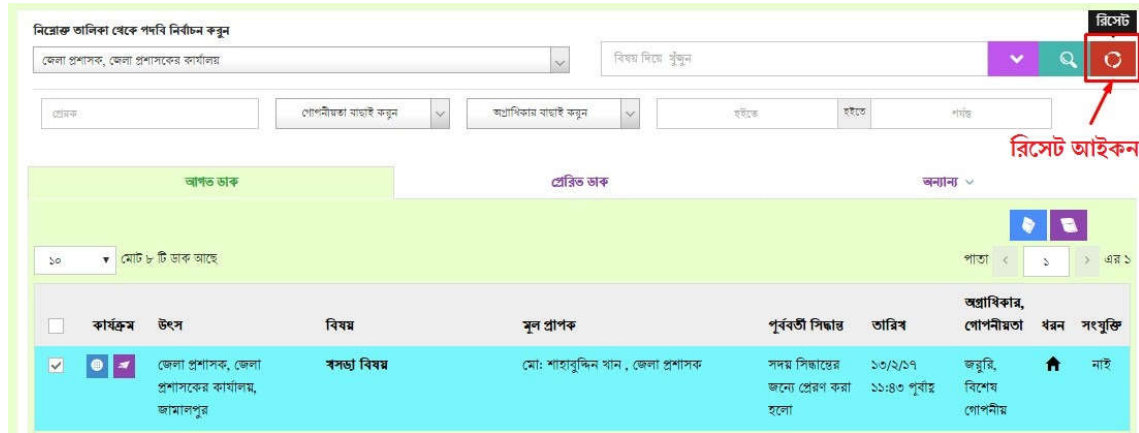 রিসেট
নিম্নোক্ত তালিকা থেকে পদবি নির্বাচন করুন
জেলা প্রশাসক, জেলা প্রশাসকের কার্যালয়
বিষয় দিয়ে খুঁজুন
প্রেরক
গোপনীয়তা বাছাই করুন
অগ্রাধিকার বাছাই করুন
হইতে
হইতে
পর্যন্ত
রিসেট আইকন
আগত ডাক
প্রেরিত ডাক
অন্যান্য
১০
মোট ৮ টি ডাক আছে
পাতা < ১ > এর ১
কার্যক্রম
উৎস
বিষয়
মূল প্রাপক
পূর্ববর্তী সিদ্ধান্ত
তারিখ
অগ্রাধিকার,
গোপনীয়তা
ধরন
সংযুক্তি
জেলা প্রশাসক, জেলা
প্রশাসকের কার্যালয়,
জামালপুর
খসড়া বিষয়
মো: শাহাবুদ্দিন খান , জেলা প্রশাসক
সদয় সিদ্ধান্তের
জন্যে প্রেরণ করা
হলো
১৩/২/১৭
১১:৪৩ পূর্বাহ্ন
জরুরি,
বিশেষ
গোপনীয়
নাই